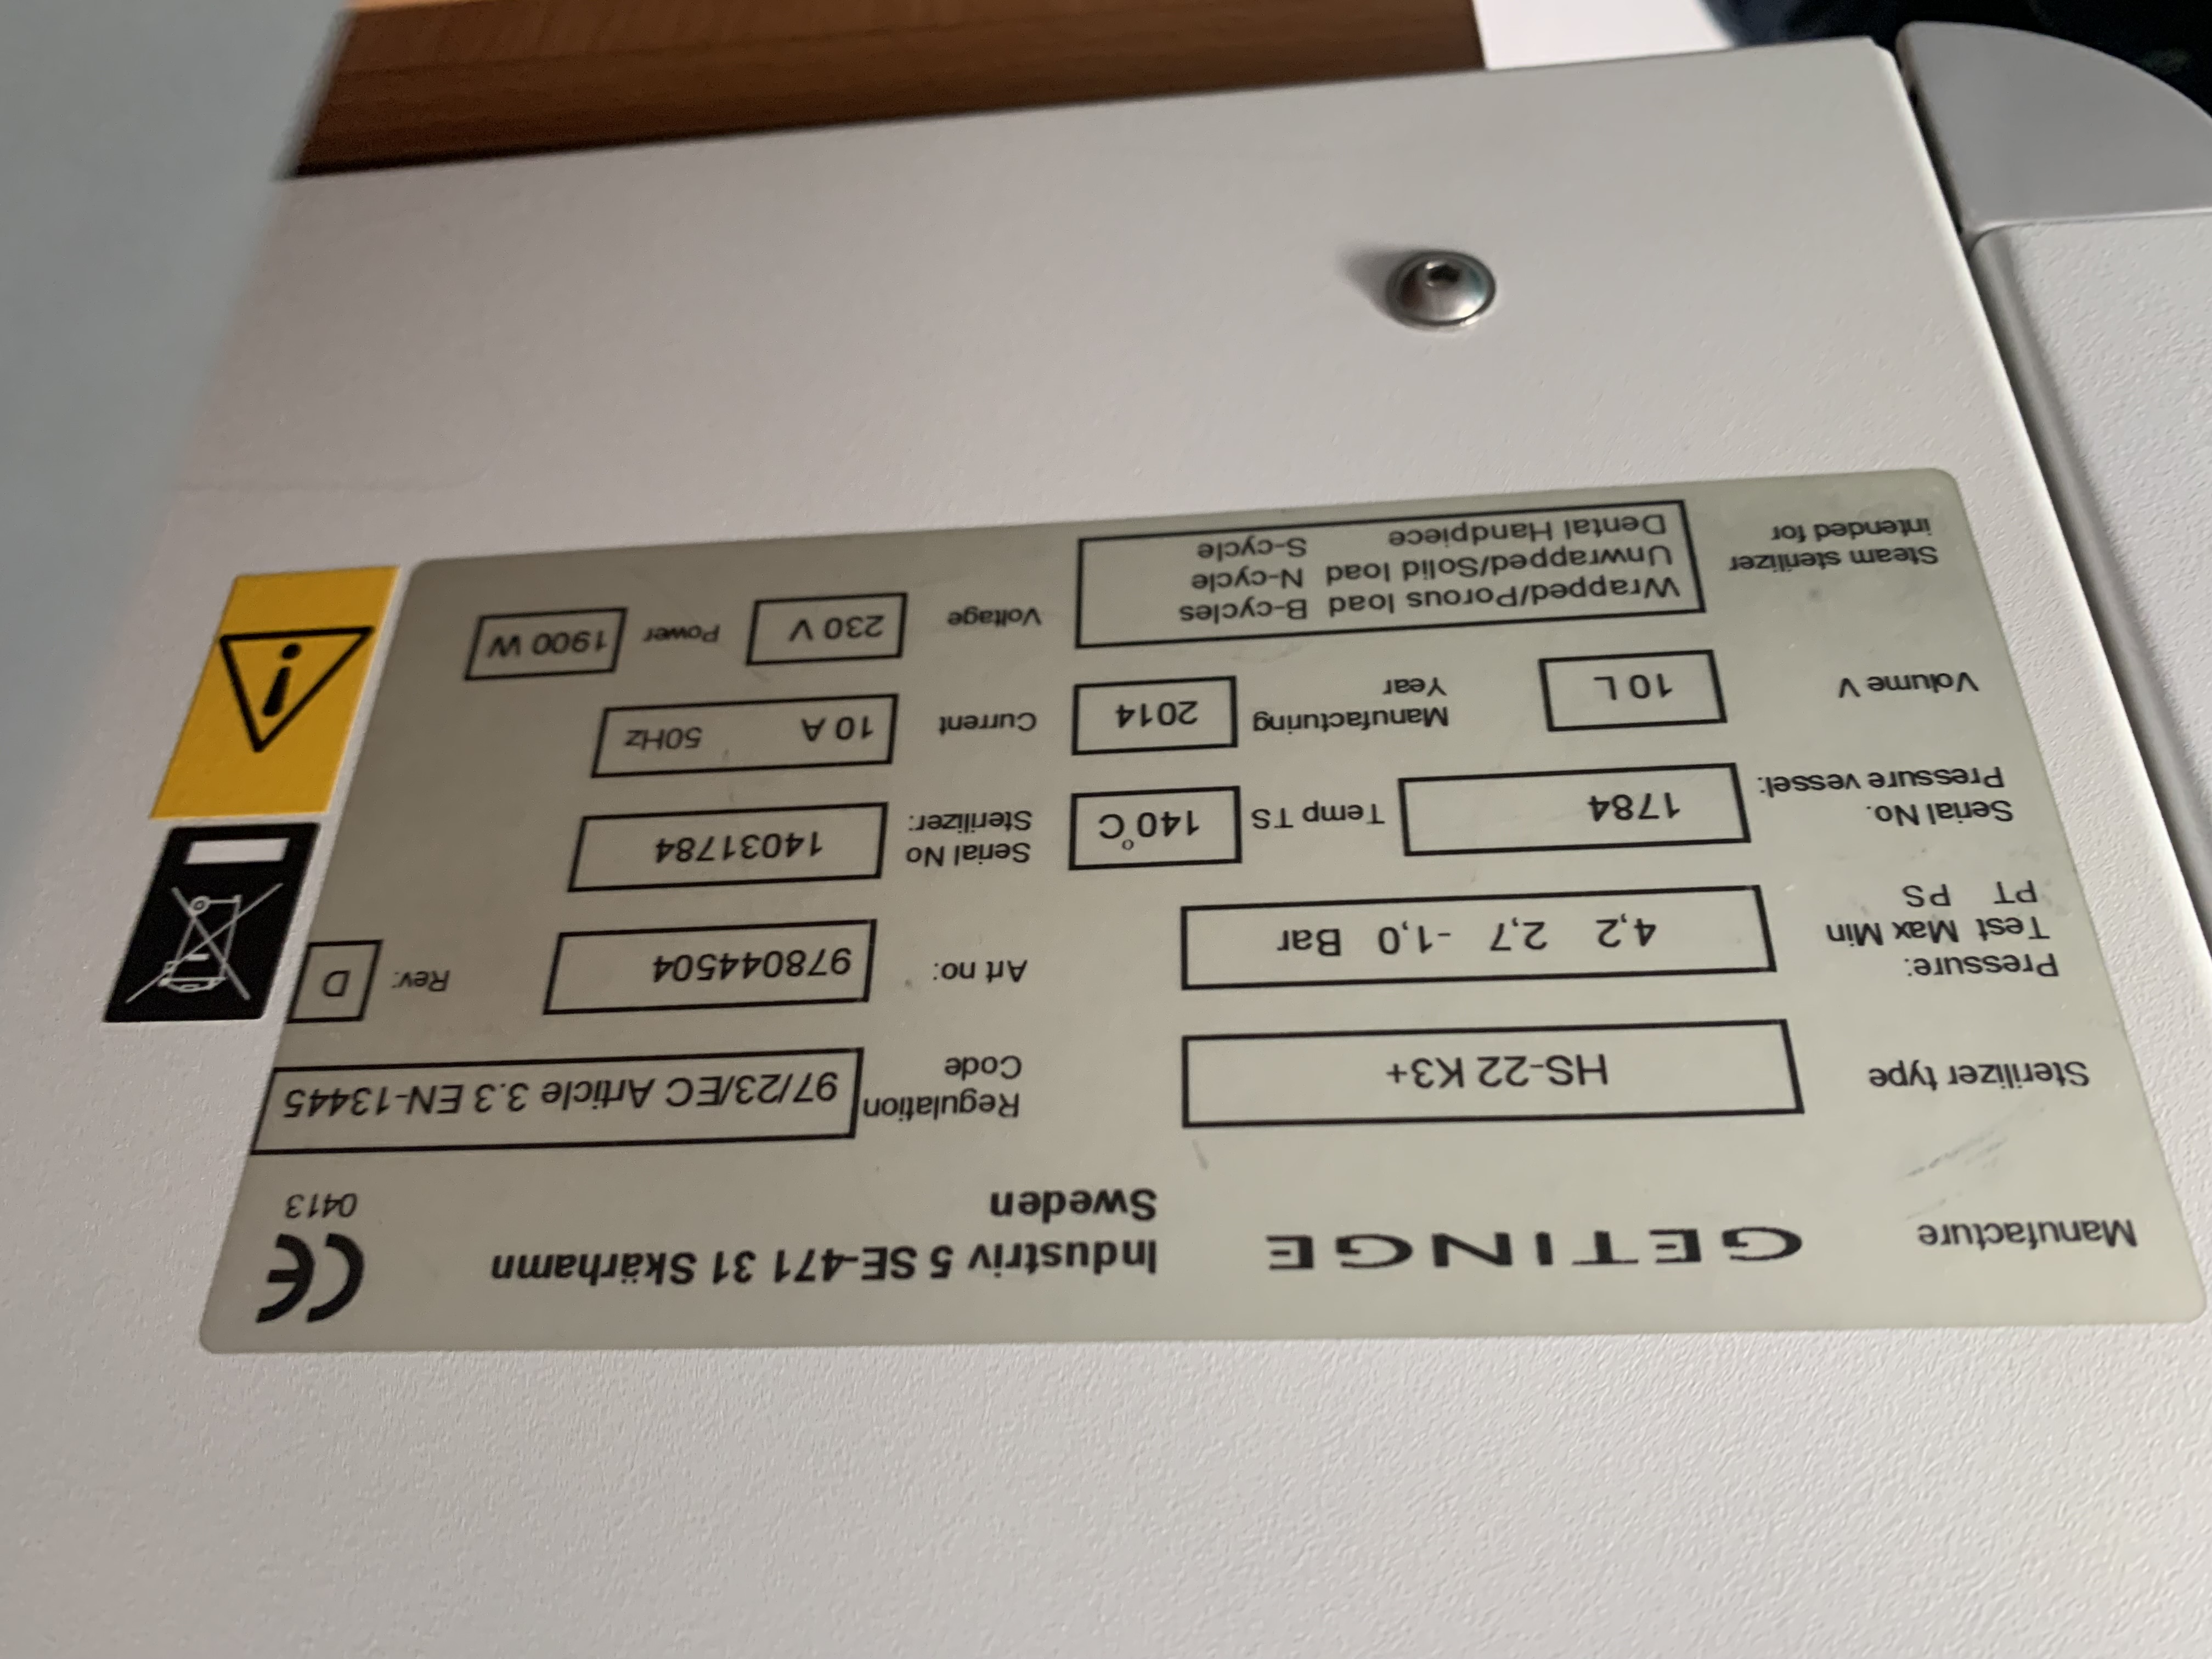 Manufacture GETINGE Industriv 5 SE-471 31 Skärhamn
Sweden
CE 0413
Sterilizer type HS-22 K3+
Regulation
Code 97/23/EC Article 3.3 EN-13445
Pressure:
Test Max Min
PT PS
4,2 2,7 -1,0 Bar
Art no: 978044504 Rev: D
Serial No.
Pressure vessel: 1784
Temp TS 140°C
Serial No
Sterilizer: 14031784
Volume V 10 L
Manufacturing
Year 2014
Current 10 A 50Hz
Steam sterilizer
intended for
Wrapped/Porous load B-cycles
Unwrapped/Solid load N-cycle
Dental Handpiece S-cycle
Voltage 230 V Power 1900 W